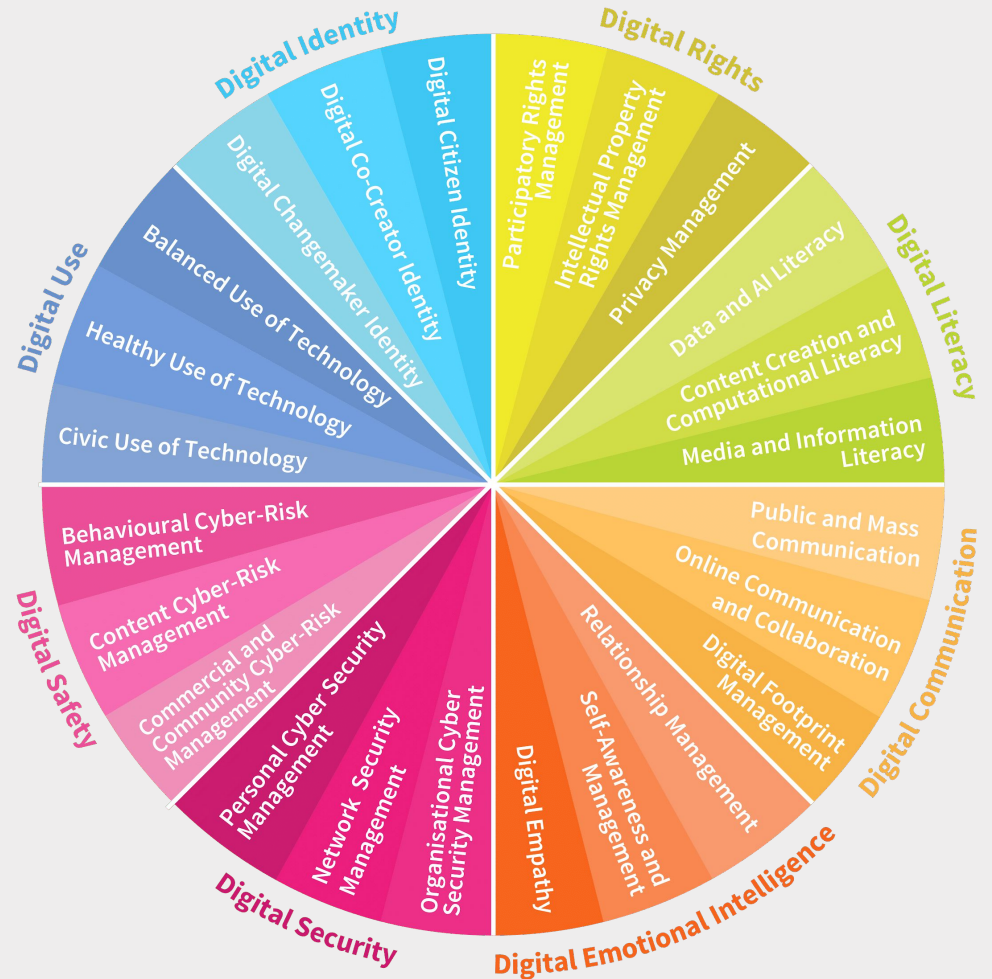 Digital Identity
Digital Citizen Identity
Digital Co-Creator Identity
Digital Changemaker Identity
Digital Rights
Participatory Rights
Management
Intellectual Property
Rights Management
Privacy Management
Digital Literacy
Data and AI Literacy
Content Creation and
Computational Literacy
Media and Information
Literacy
Digital Communication
Public and Mass
Communication
Online Communication
and Collaboration
Digital Footprint
Management
Digital Emotional Intelligence
Relationship Management
Self-Awareness and
Management
Digital Empathy
Digital Security
Organisational Cyber
Security Management
Network Security
Management
Personal Cyber Security
Management
Digital Safety
Commercial and
Community Cyber-Risk
Management
Content Cyber-Risk
Management
Behavioural Cyber-Risk
Management
Digital Use
Civic Use of Technology
Healthy Use of Technology
Balanced Use of Technology